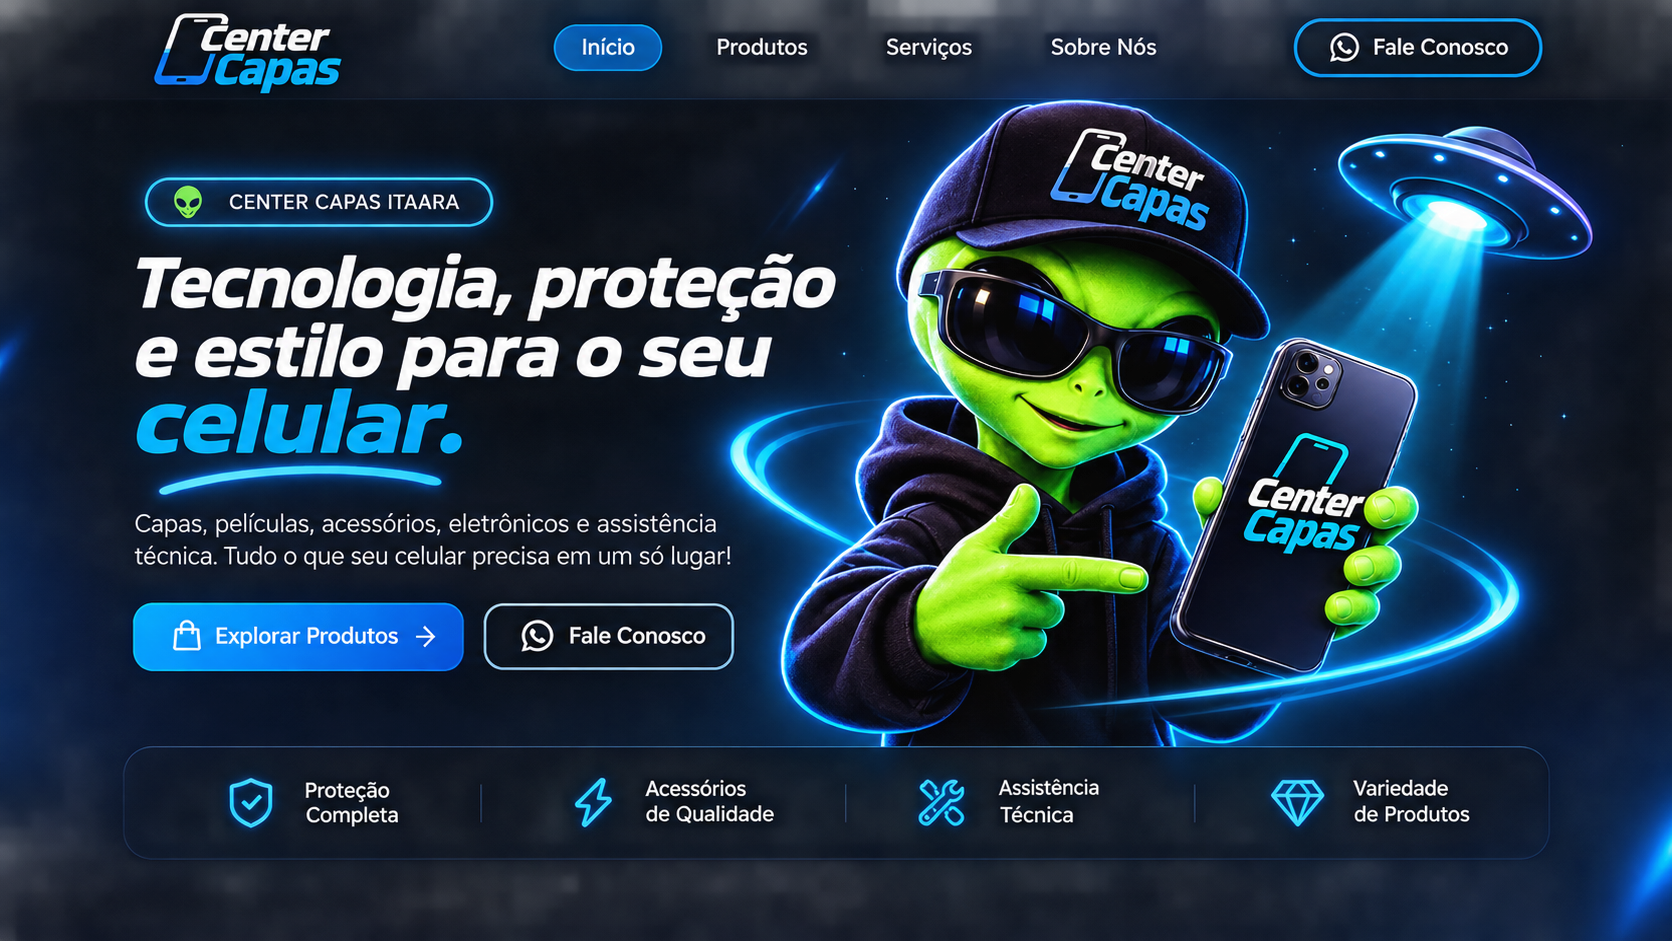 Center
Capas
Início
Produtos
Serviços
Sobre Nós
Fale Conosco
CENTER CAPAS ITAARA
Tecnologia, proteção
e estilo para o seu
celular.
Capas, películas, acessórios, eletrônicos e assistência
técnica. Tudo o que seu celular precisa em um só lugar!
Explorar Produtos
Fale Conosco
Center
Capas
Center
Capas
Proteção
Completa
Acessórios
de Qualidade
Assistência
Técnica
Variedade
de Produtos